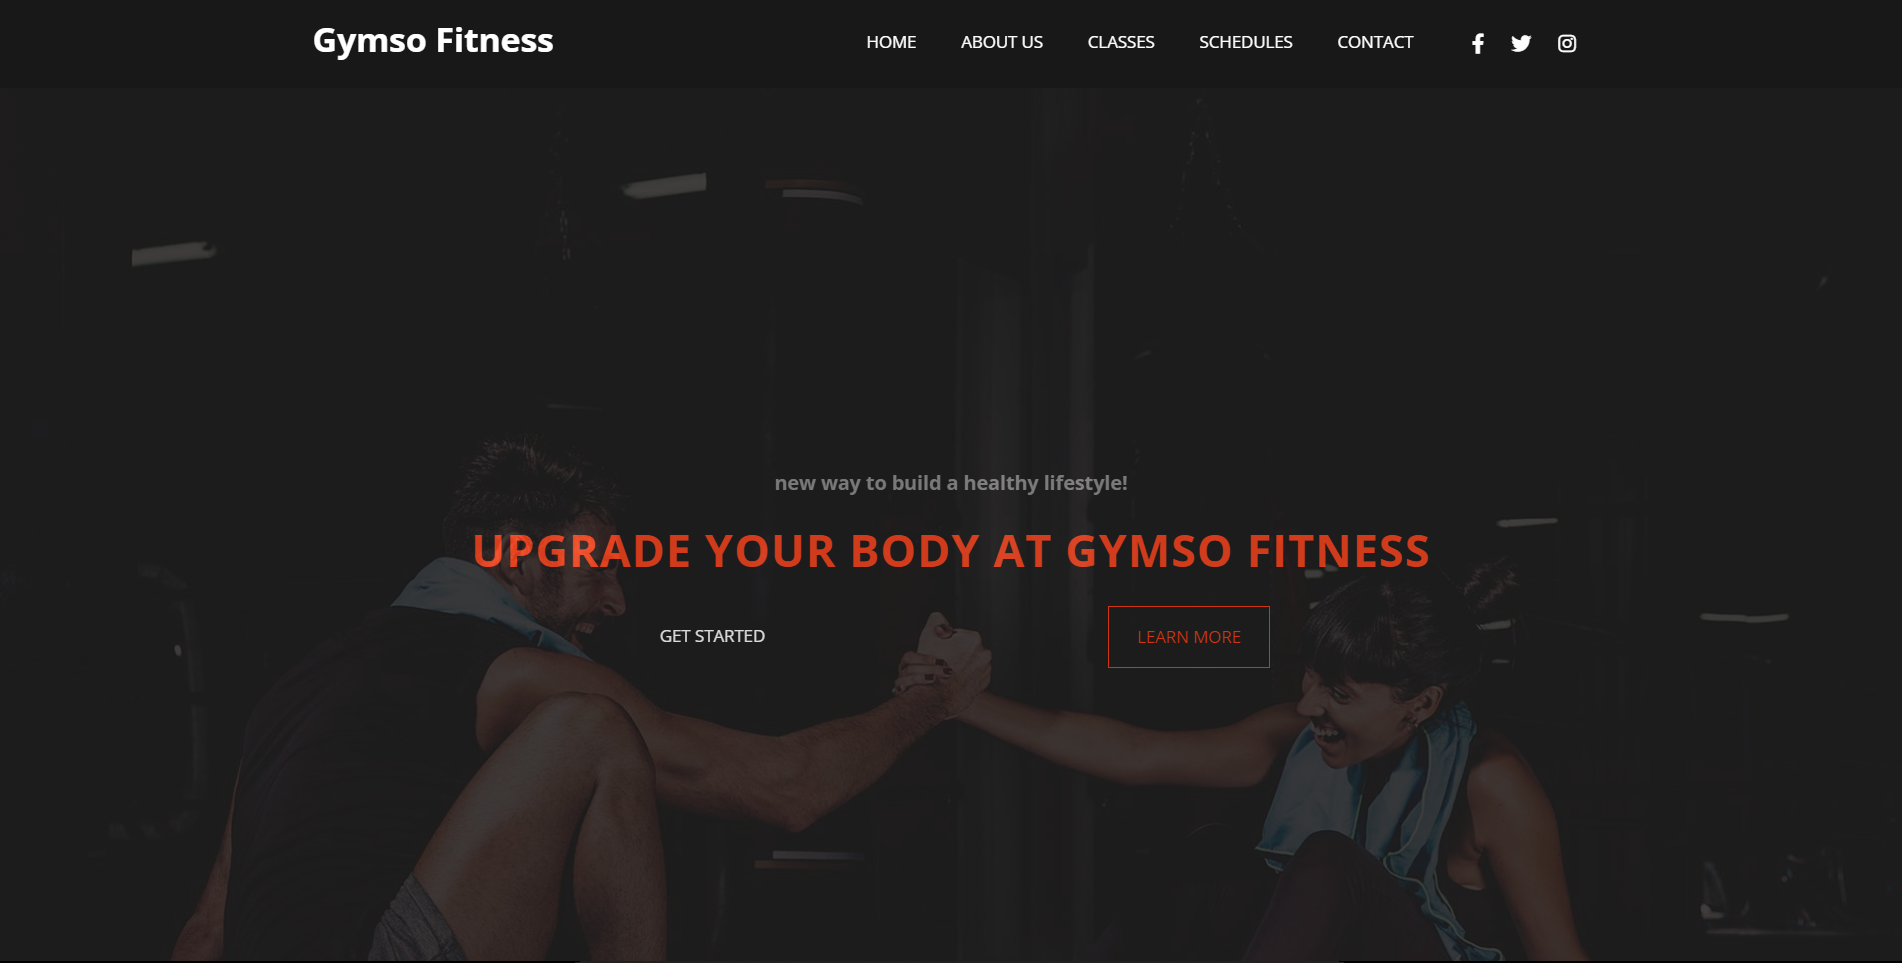 Gymso Fitness
HOME ABOUT US CLASSES SCHEDULES CONTACT
new way to build a healthy lifestyle!
UPGRADE YOUR BODY AT GYMSO FITNESS
GET STARTED LEARN MORE